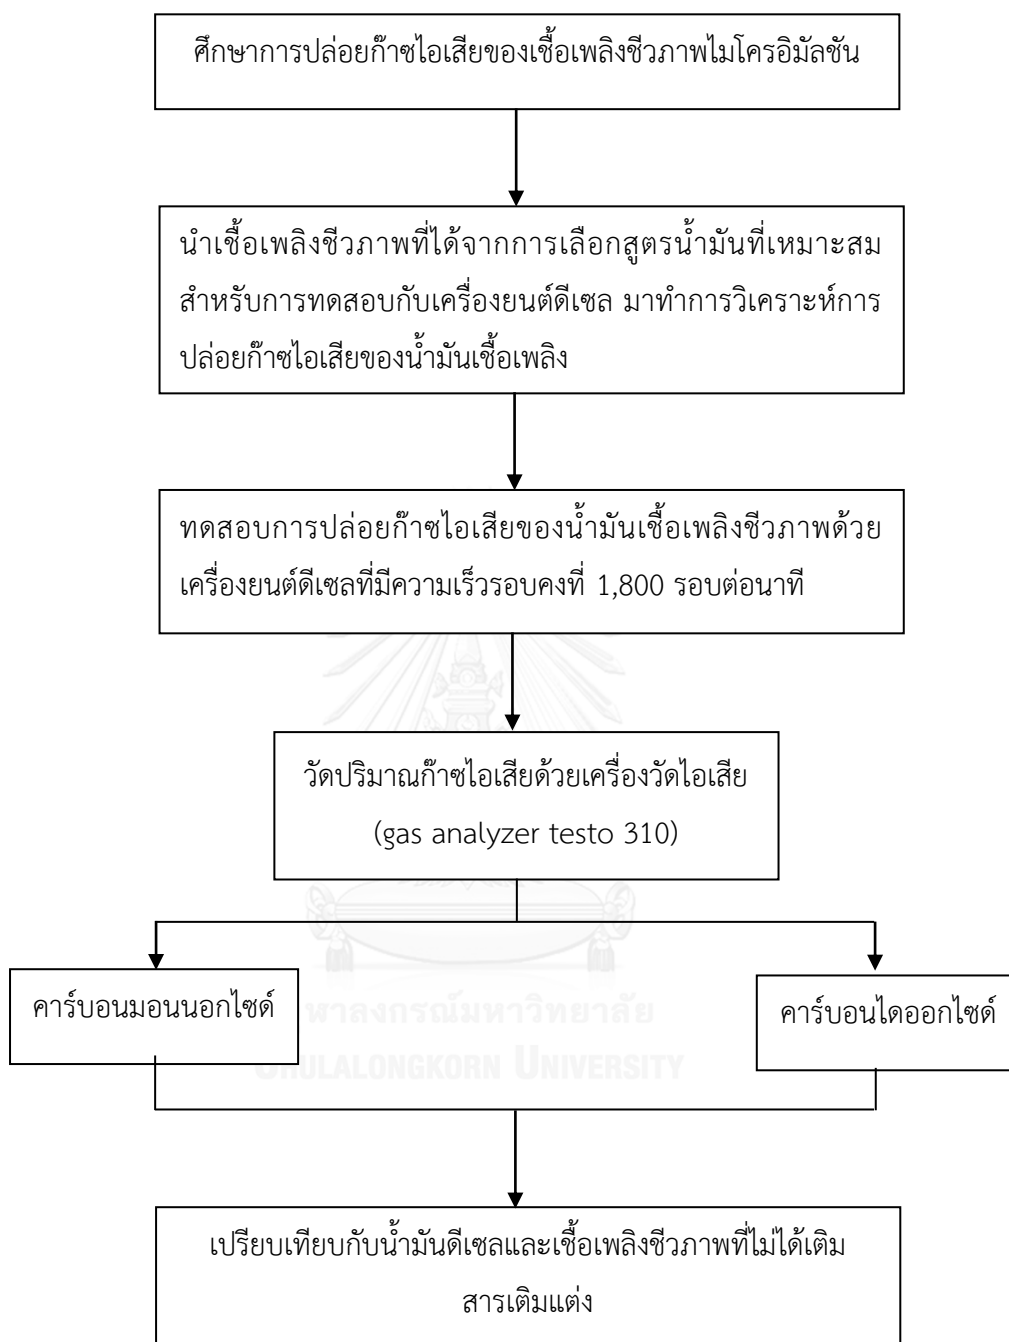 ศึกษาการปล่อยก๊าซไอเสียของเชื้อเพลิงชีวภาพไมโครอิมัลชัน
นำเชื้อเพลิงชีวภาพที่ได้จากการเลือกสูตรน้ำมันที่เหมาะสม
สำหรับการทดสอบกับเครื่องยนต์ดีเซล มาทำการวิเคราะห์การ
ปล่อยก๊าซไอเสียของน้ำมันเชื้อเพลิง
ทดสอบการปล่อยก๊าซไอเสียของน้ำมันเชื้อเพลิงชีวภาพด้วย
เครื่องยนต์ดีเซลที่มีความเร็วรอบคงที่ 1,800 รอบต่อนาที
วัดปริมาณก๊าซไอเสียด้วยเครื่องวัดไอเสีย
(gas analyzer testo 310)
คาร์บอนมอนนอกไซด์
คาร์บอนไดออกไซด์
หาลงกรณ์มหาวิทยาลัย
HULALONGKORN UNIVERSITY
เปรียบเทียบกับน้ำมันดีเซลและเชื้อเพลิงชีวภาพที่ไม่ได้เติม
สารเติมแต่ง